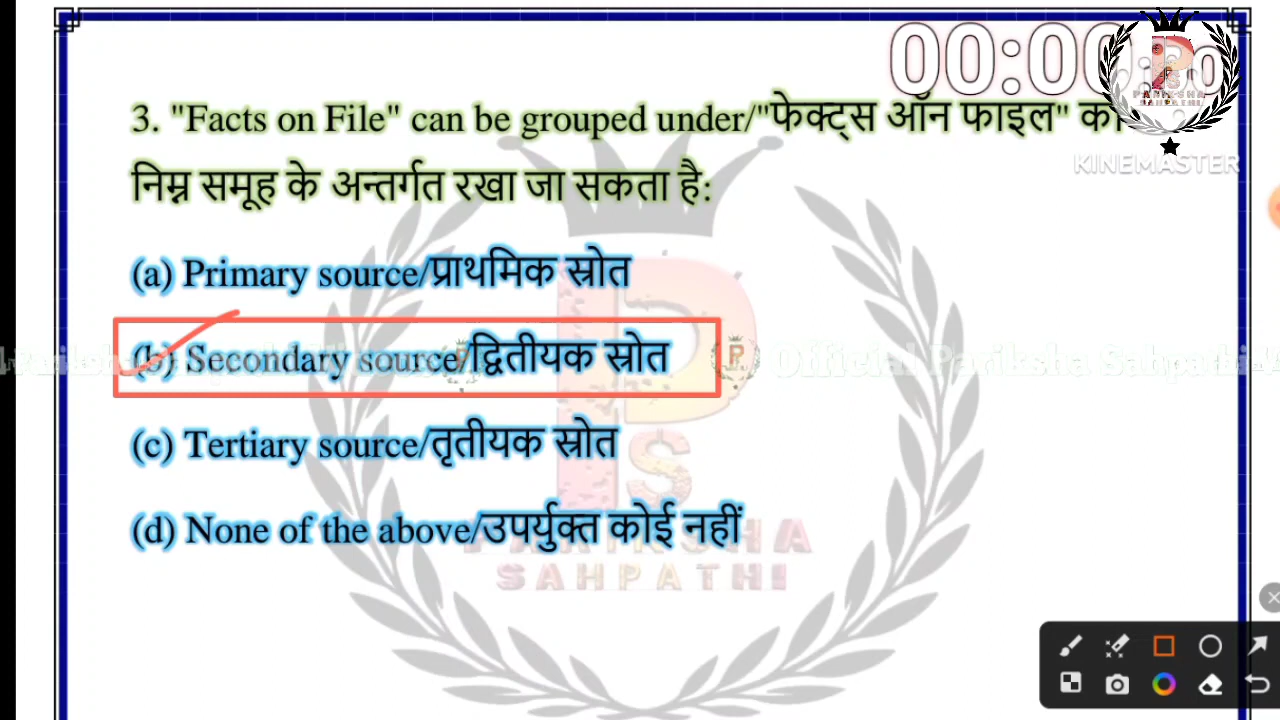 00:00
3. "Facts on File" can be grouped under/"फेक्ट्स ऑन फाइल" को
निम्न समूह के अन्तर्गत रखा जा सकता है:
(a) Primary source/प्राथमिक स्रोत
(b) Secondary source/द्वितीयक स्रोत
(c) Tertiary source/तृतीयक स्रोत
(d) None of the above/उपर्युक्त कोई नहीं
PARIKSHA
SAHPATHI
PARIKSHA
SAHPATHI
KINEMASTER
Official Pariksha Sahpathi